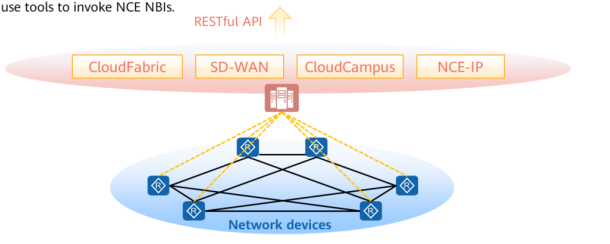 use tools to invoke NCE NBIs.
RESTful API
CloudFabric SD-WAN CloudCampus NCE-IP
R R
R R
R R
Network devices